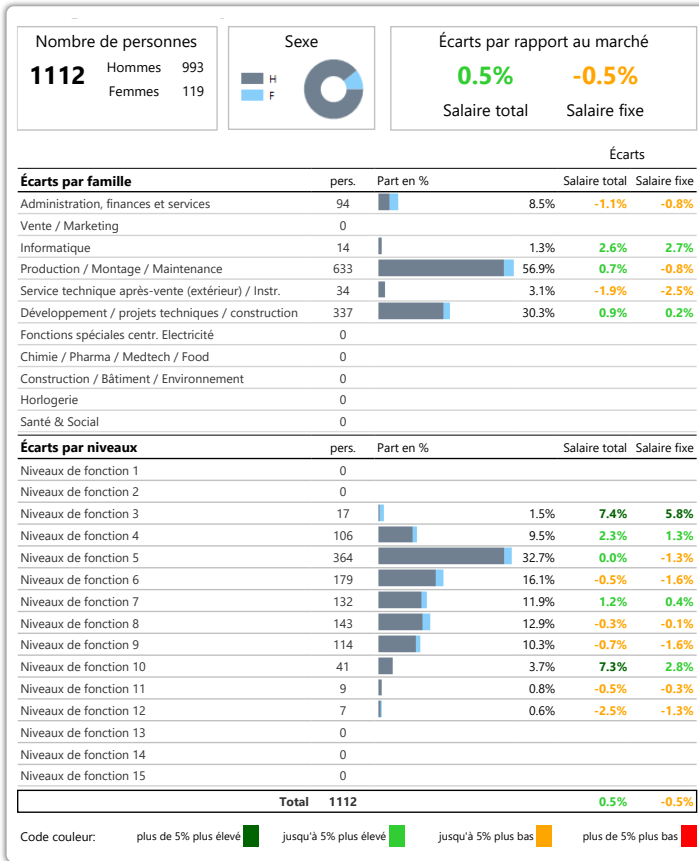 Nombre de personnes
1112 Hommes 993
Femmes 119
Sexe
H
F
Écarts par rapport au marché
0.5% -0.5%
Salaire total Salaire fixe
Écarts
Écarts par famille pers. Part en % Salaire total Salaire fixe
Administration, finances et services 94 8.5% -1.1% -0.8%
Vente / Marketing 0
Informatique 14 1.3% 2.6% 2.7%
Production / Montage / Maintenance 633 56.9% 0.7% -0.8%
Service technique après-vente (extérieur) / Instr. 34 3.1% -1.9% -2.5%
Développement / projets techniques / construction 337 30.3% 0.9% 0.2%
Fonctions spéciales centr. Electricité 0
Chimie / Pharma / Medtech / Food 0
Construction / Bâtiment / Environnement 0
Horlogerie 0
Santé & Social 0
Écarts par niveaux pers. Part en % Salaire total Salaire fixe
Niveaux de fonction 1 0
Niveaux de fonction 2 0
Niveaux de fonction 3 17 1.5% 7.4% 5.8%
Niveaux de fonction 4 106 9.5% 2.3% 1.3%
Niveaux de fonction 5 364 32.7% 0.0% -1.3%
Niveaux de fonction 6 179 16.1% -0.5% -1.6%
Niveaux de fonction 7 132 11.9% 1.2% 0.4%
Niveaux de fonction 8 143 12.9% -0.3% -0.1%
Niveaux de fonction 9 114 10.3% -0.7% -1.6%
Niveaux de fonction 10 41 3.7% 7.3% 2.8%
Niveaux de fonction 11 9 0.8% -0.5% -0.3%
Niveaux de fonction 12 7 0.6% -2.5% -1.3%
Niveaux de fonction 13 0
Niveaux de fonction 14 0
Niveaux de fonction 15 0
Total 1112 0.5% -0.5%
Code couleur: plus de 5% plus élevé jusqu'à 5% plus élevé jusqu'à 5% plus bas plus de 5% plus bas